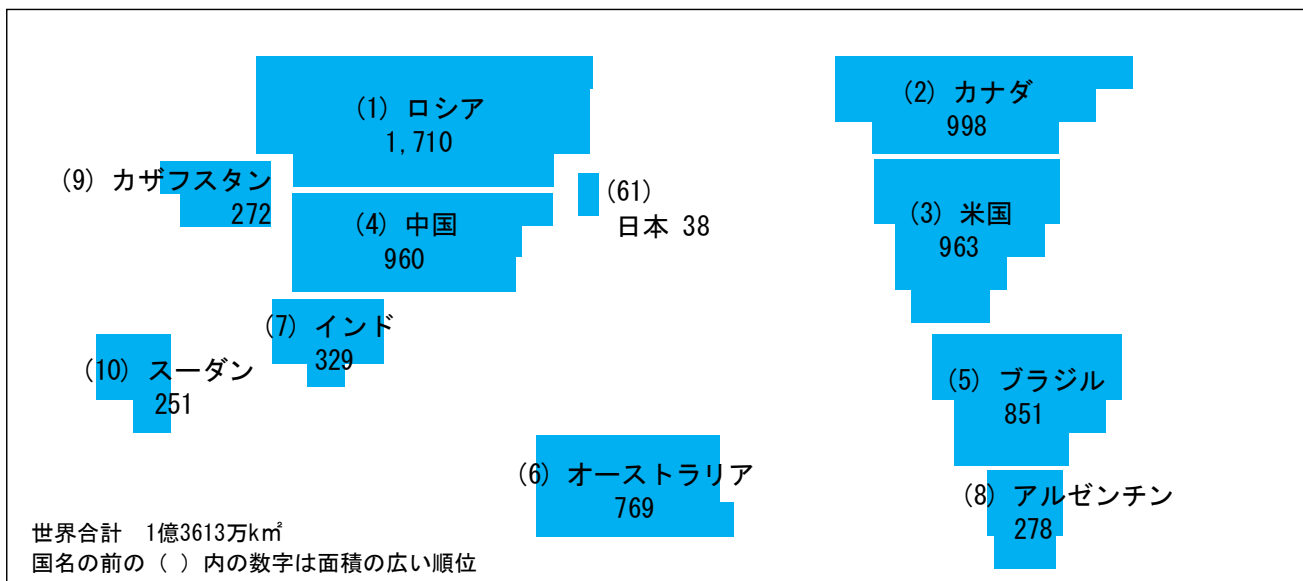 (1) ロシア
1,710
(2) カナダ
998
(9) カザフスタン
272
(4) 中国
960
(61)
日本 38
(3) 米国
963
(7) インド
329
(10) スーダン
251
(5) ブラジル
851
(6) オーストラリア
769
(8) アルゼンチン
278
世界合計　1億3613万k㎡
国名の前の（ ）内の数字は面積の広い順位